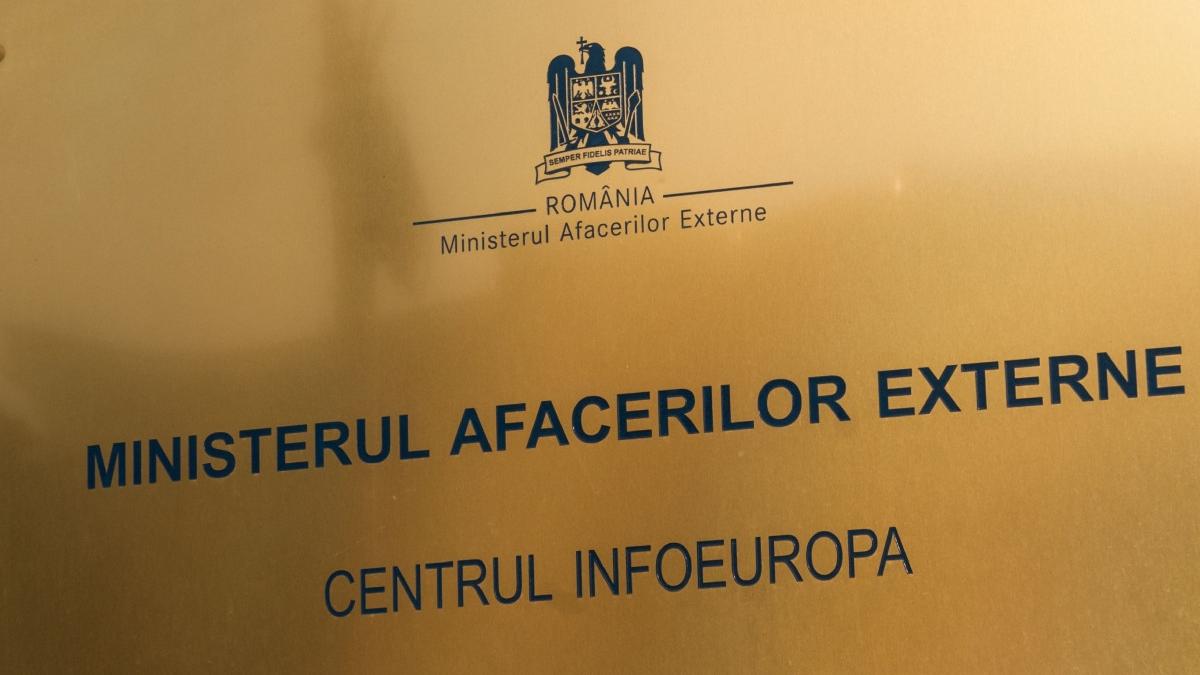 SEMPER FIDELIS PATRIAE
ROMÂNIA
Ministerul Afacerilor Externe
MINISTERUL AFACERILOR EXTERNE
CENTRUL INFOEUROPA